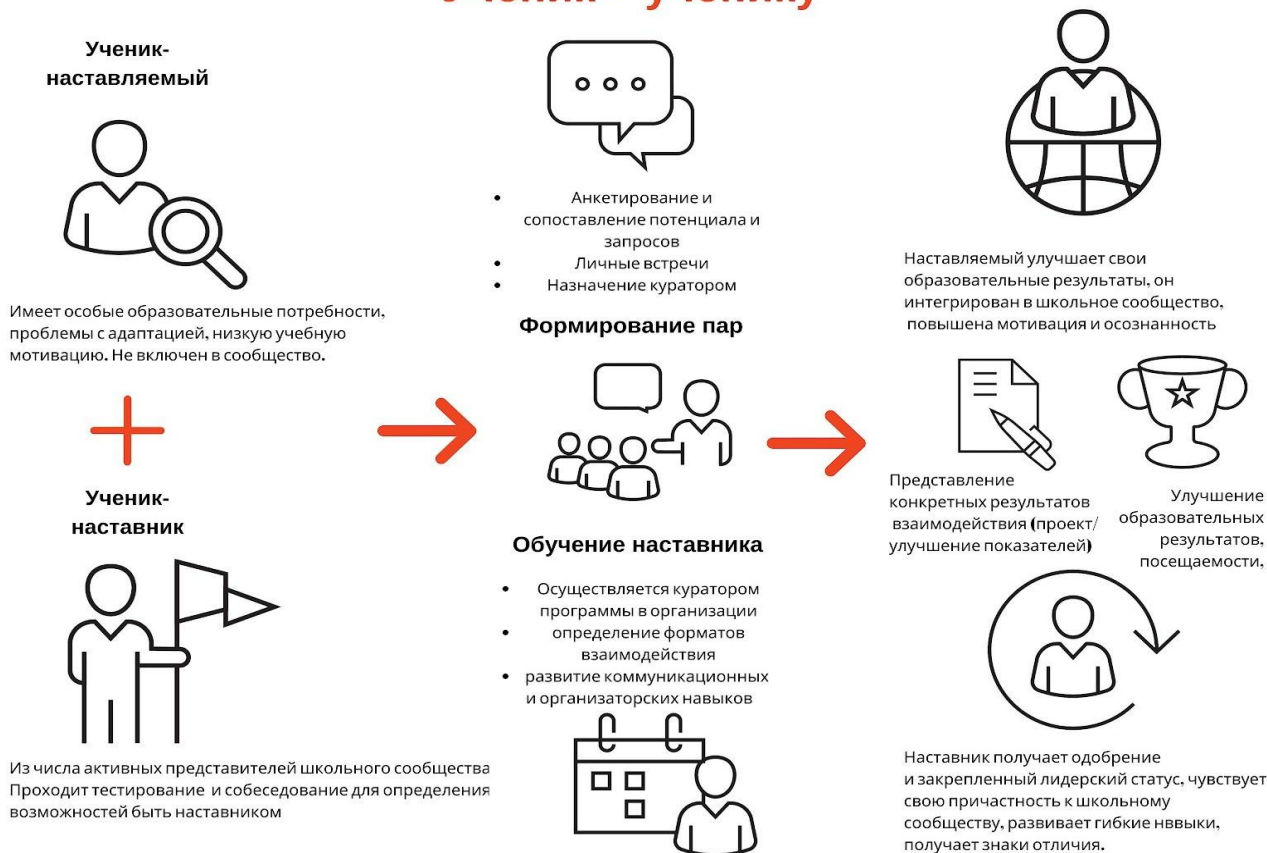 Ученик – ученику
Ученик-
наставляемый
Имеет особые образовательные потребности,
проблемы с адаптацией, низкую учебную
мотивацию. Не включен в сообщество.
Ученик-
наставник
Из числа активных представителей школьного сообщества
Проходит тестирование и собеседование для определения
возможностей быть наставником
• Анкетирование и
сопоставление потенциала и
запросов
• Личные встречи
• Назначение куратором
Формирование пар
Обучение наставника
• Осуществляется куратором
программы в организации
• определение форматов
взаимодействия
• развитие коммуникационных
и организаторских навыков
Наставляемый улучшает свои
образовательные результаты, он
интегрирован в школьное сообщество,
повышена мотивация и осознанность
Представление
конкретных результатов
взаимодействия (проект/
улучшение показателей)
Улучшение
образовательных
результатов,
посещаемости,
Наставник получает одобрение
и закрепленный лидерский статус, чувствует
свою причастность к школьному
сообществу, развивает гибкие нввыки,
получает знаки отличия.